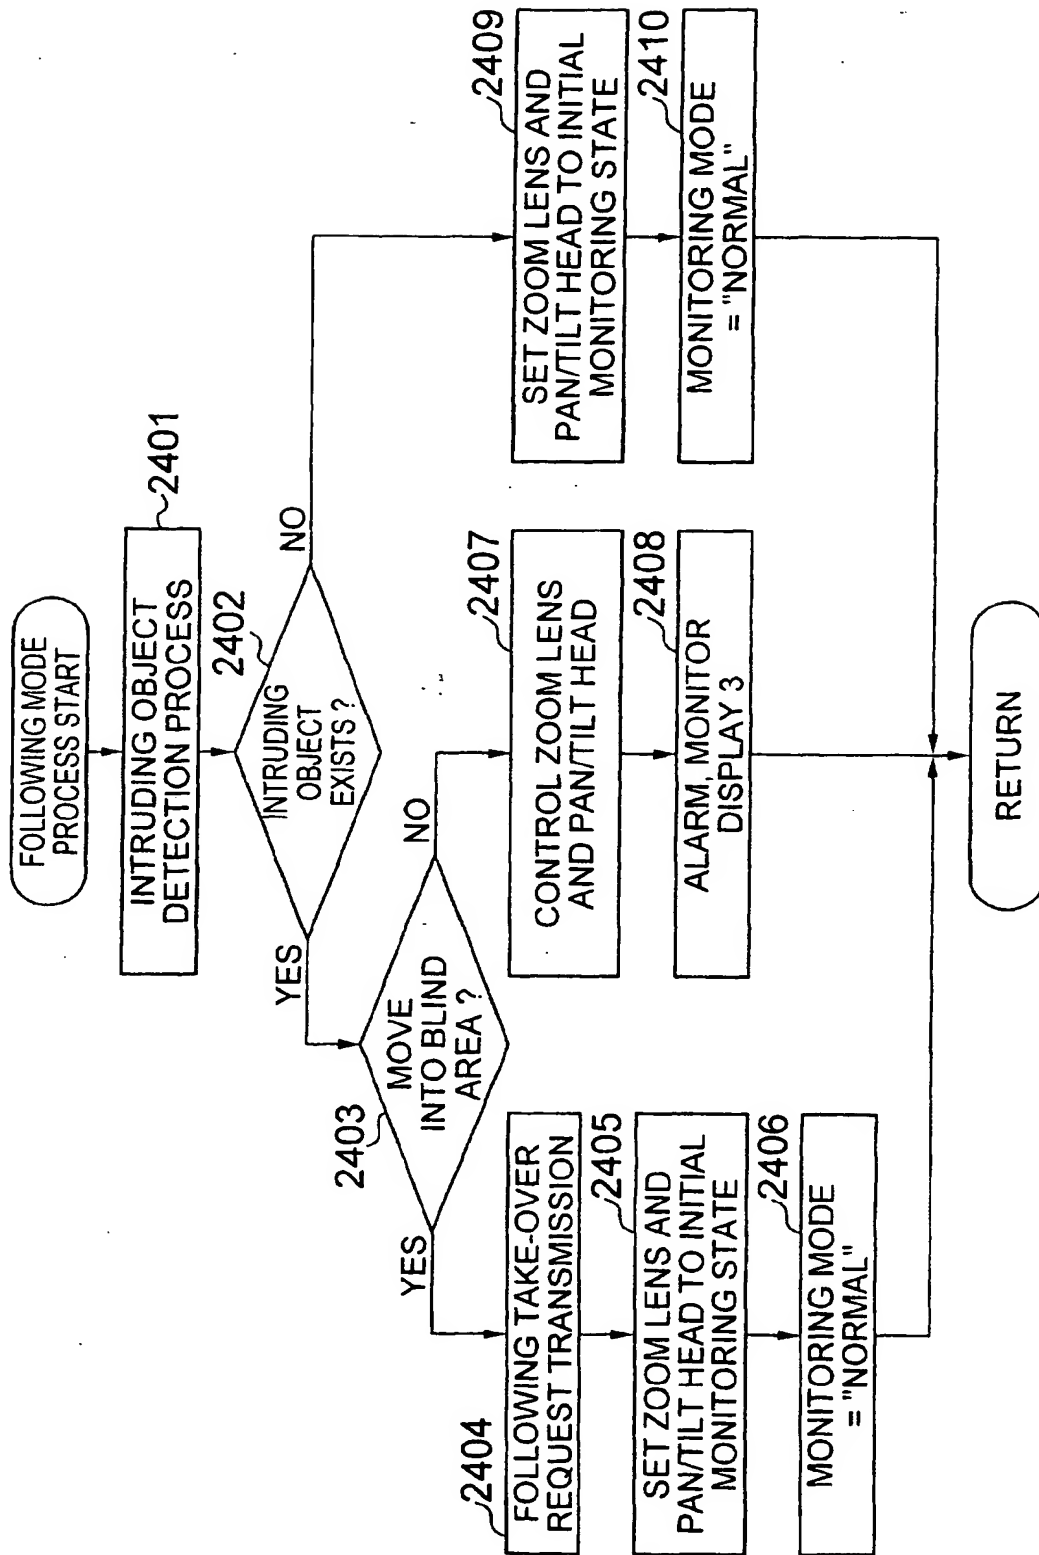 FOLLOWING MODE
PROCESS START
2401
INTRUDING OBJECT
DETECTION PROCESS
2402
INTRUDING
OBJECT
EXISTS ?
YES
NO
2403
MOVE
INTO BLIND
AREA ?
YES
NO
2404
FOLLOWING TAKE-OVER
REQUEST TRANSMISSION
2405
SET ZOOM LENS AND
PAN/TILT HEAD TO INITIAL
MONITORING STATE
2406
MONITORING MODE
= "NORMAL"
2407
CONTROL ZOOM LENS
AND PAN/TILT HEAD
2408
ALARM, MONITOR
DISPLAY 3
2409
SET ZOOM LENS AND
PAN/TILT HEAD TO INITIAL
MONITORING STATE
2410
MONITORING MODE
= "NORMAL"
RETURN